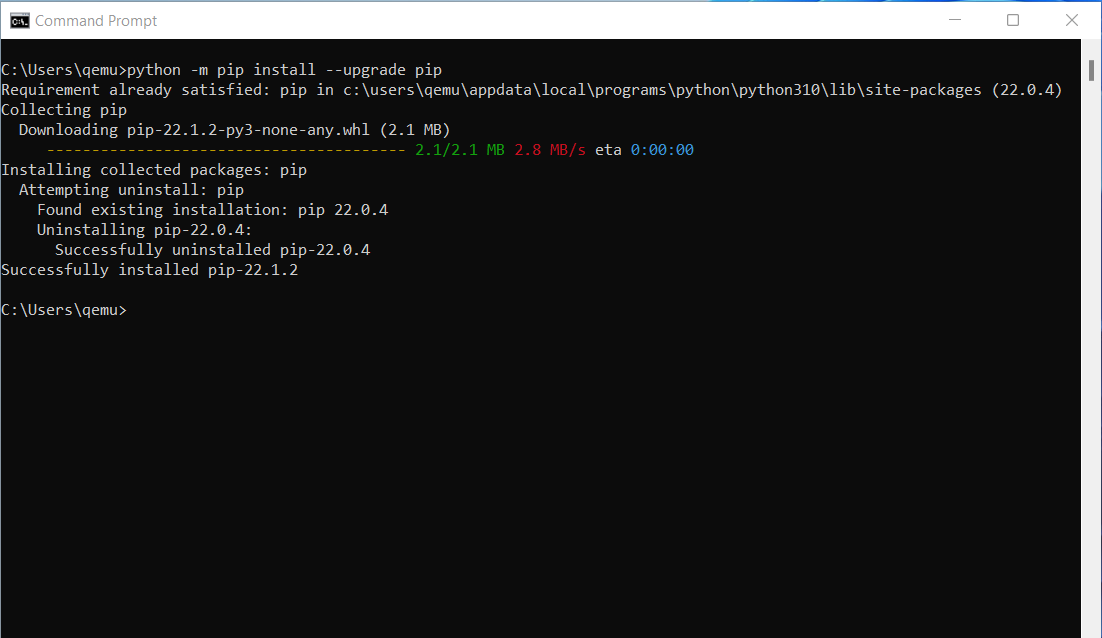 Command Prompt
C:\Users\qemu>python -m pip install --upgrade pip
Requirement already satisfied: pip in c:\users\qemu\appdata\local\programs\python\python310\lib\site-packages (22.0.4)
Collecting pip
  Downloading pip-22.1.2-py3-none-any.whl (2.1 MB)
     ---------------------------------------- 2.1/2.1 MB 2.8 MB/s eta 0:00:00
Installing collected packages: pip
  Attempting uninstall: pip
    Found existing installation: pip 22.0.4
    Uninstalling pip-22.0.4:
      Successfully uninstalled pip-22.0.4
Successfully installed pip-22.1.2
C:\Users\qemu>